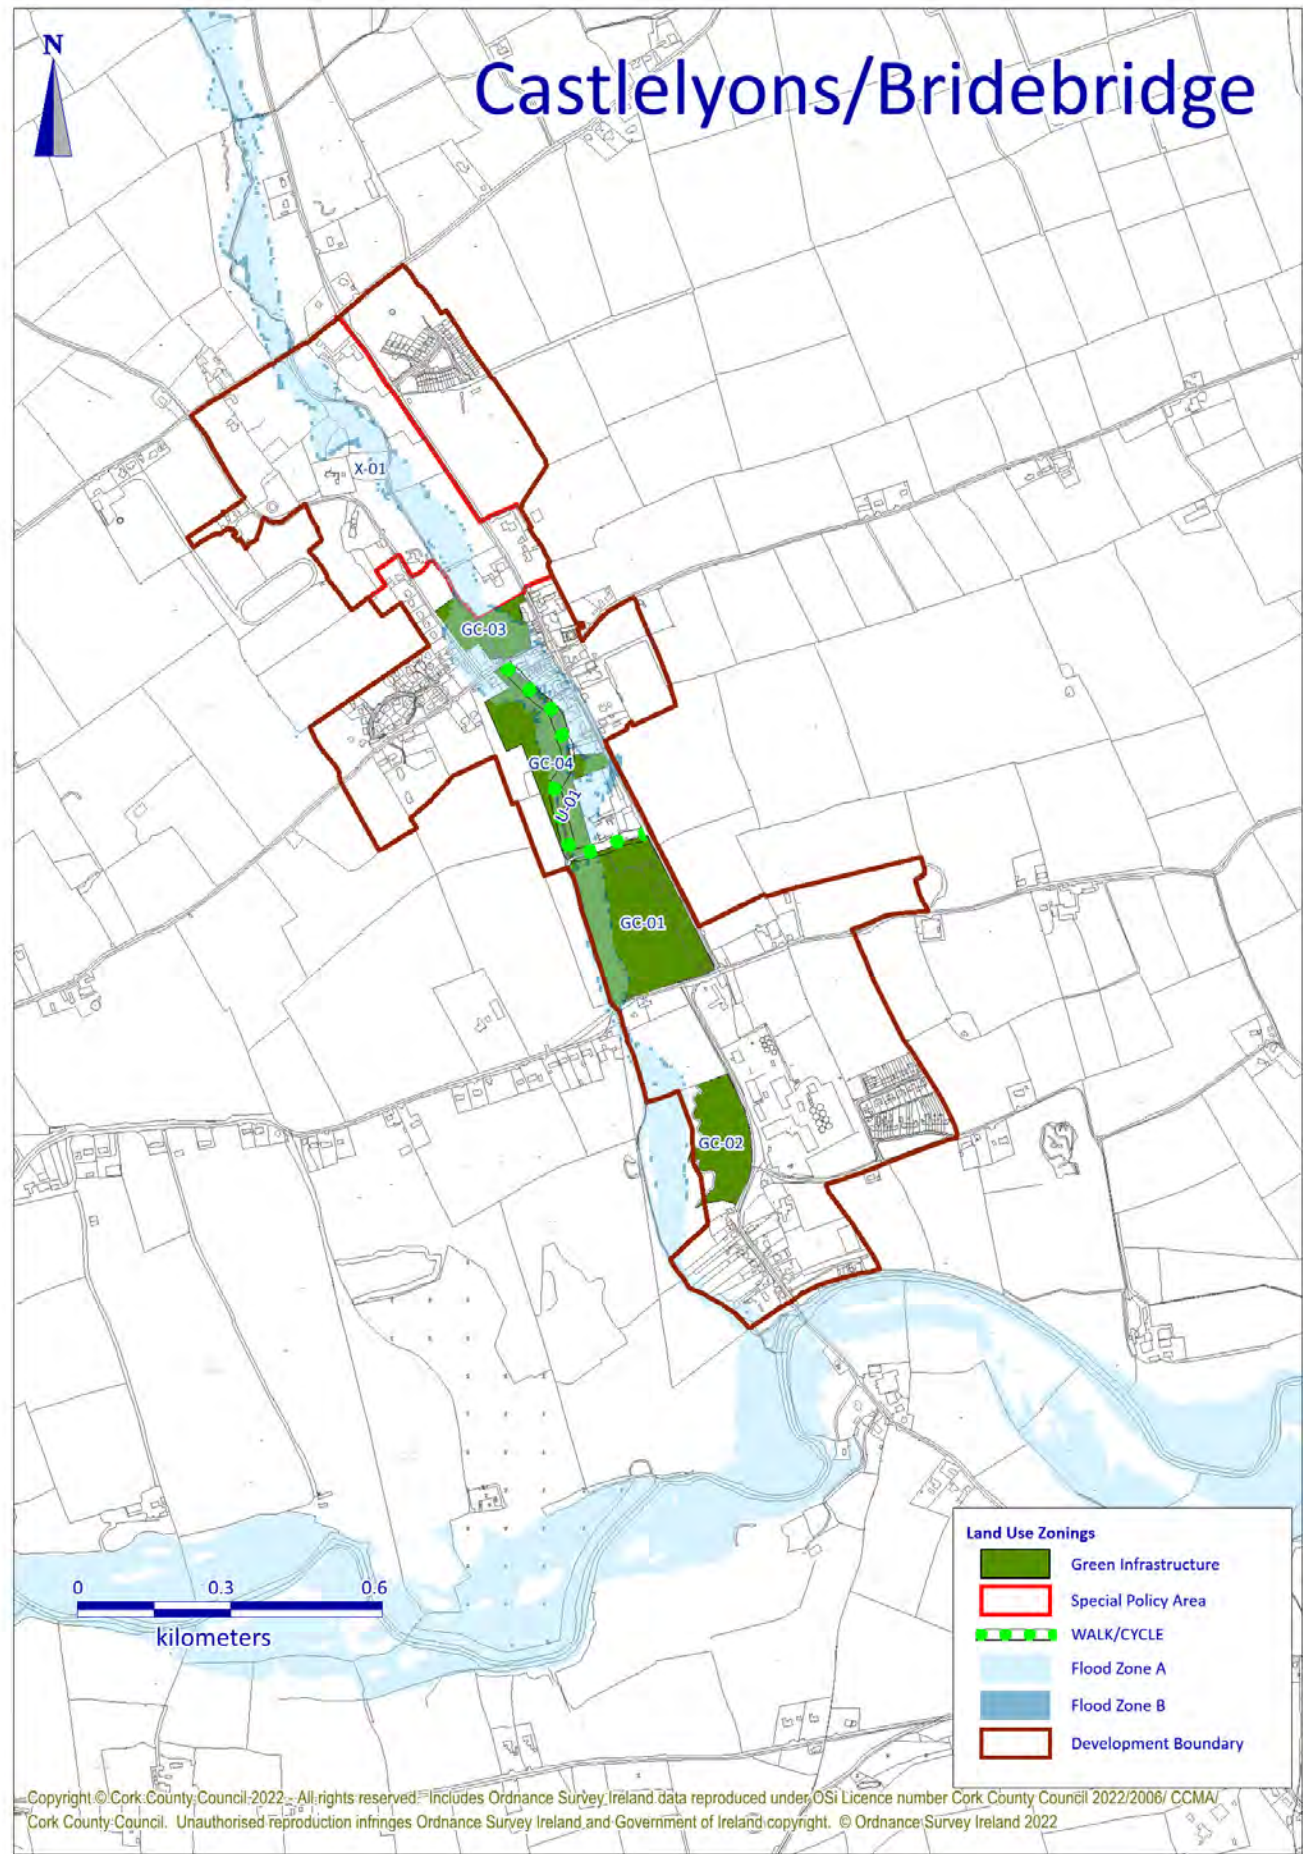 N
Castlelyons/Bridebridge
X-01
GC-03
GC-04
U-01
GC-01
GC-02
Land Use Zonings
Green Infrastructure
Special Policy Area
WALK/CYCLE
Flood Zone A
Flood Zone B
Development Boundary
0 0.3 0.6
kilometers
Copyright © Cork County Council 2022 - All rights reserved. Includes Ordnance Survey Ireland data reproduced under OSi Licence number Cork County Council 2022/2006/ CCMA/
Cork County Council. Unauthorised reproduction infringes Ordnance Survey Ireland and Government of Ireland copyright. © Ordnance Survey Ireland 2022